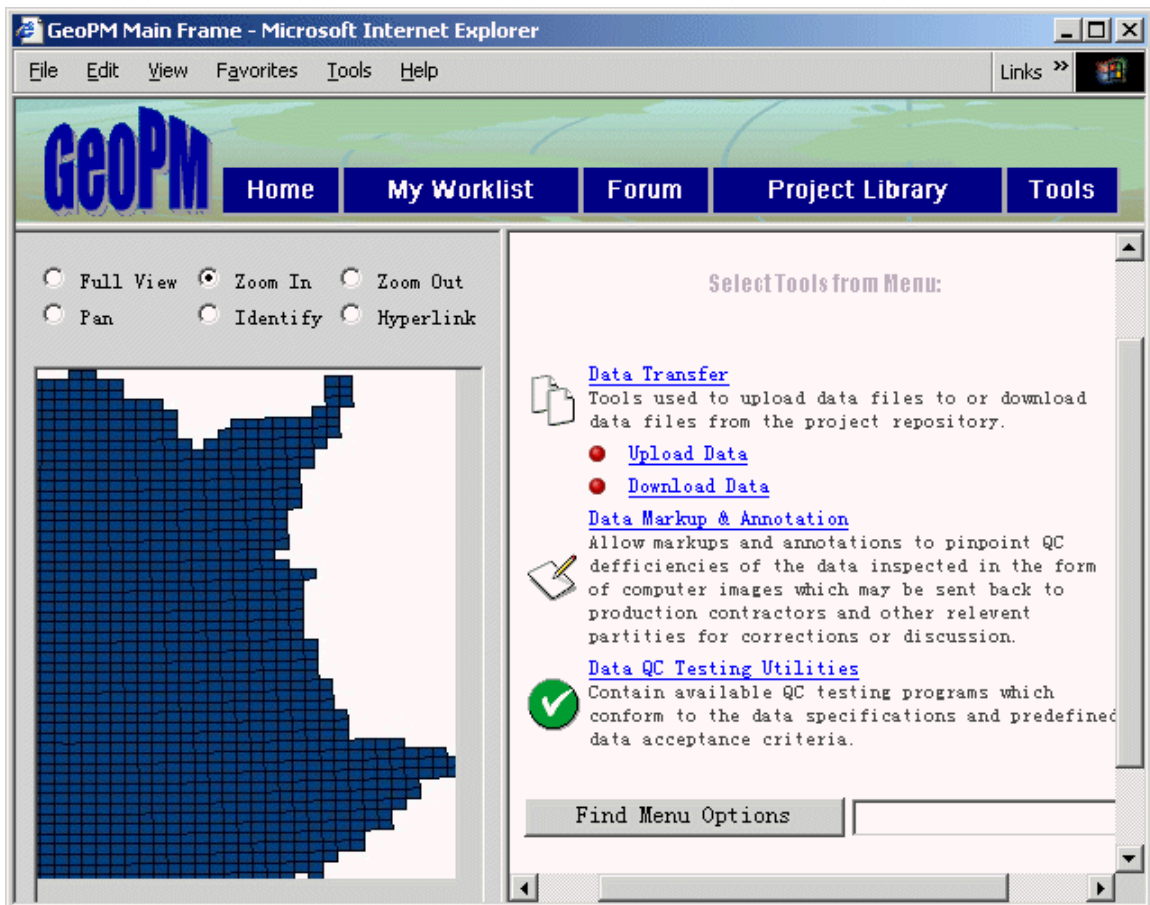 GeoPM Main Frame - Microsoft Internet Explorer
File Edit View Favorites Tools Help Links »
GeoPM
Home My Worklist Forum Project Library Tools
Full View Zoom In Zoom Out
Pan Identify Hyperlink
Select Tools from Menu:
Data Transfer
Tools used to upload data files to or download
data files from the project repository.
Upload Data
Download Data
Data Markup & Annotation
Allow markups and annotations to pinpoint QC
defficiencies of the data inspected in the form
of computer images which may be sent back to
production contractors and other relevent
partities for corrections or discussion.
Data QC Testing Utilities
Contain available QC testing programs which
conform to the data specifications and predefined
data acceptance criteria.
Find Menu Options